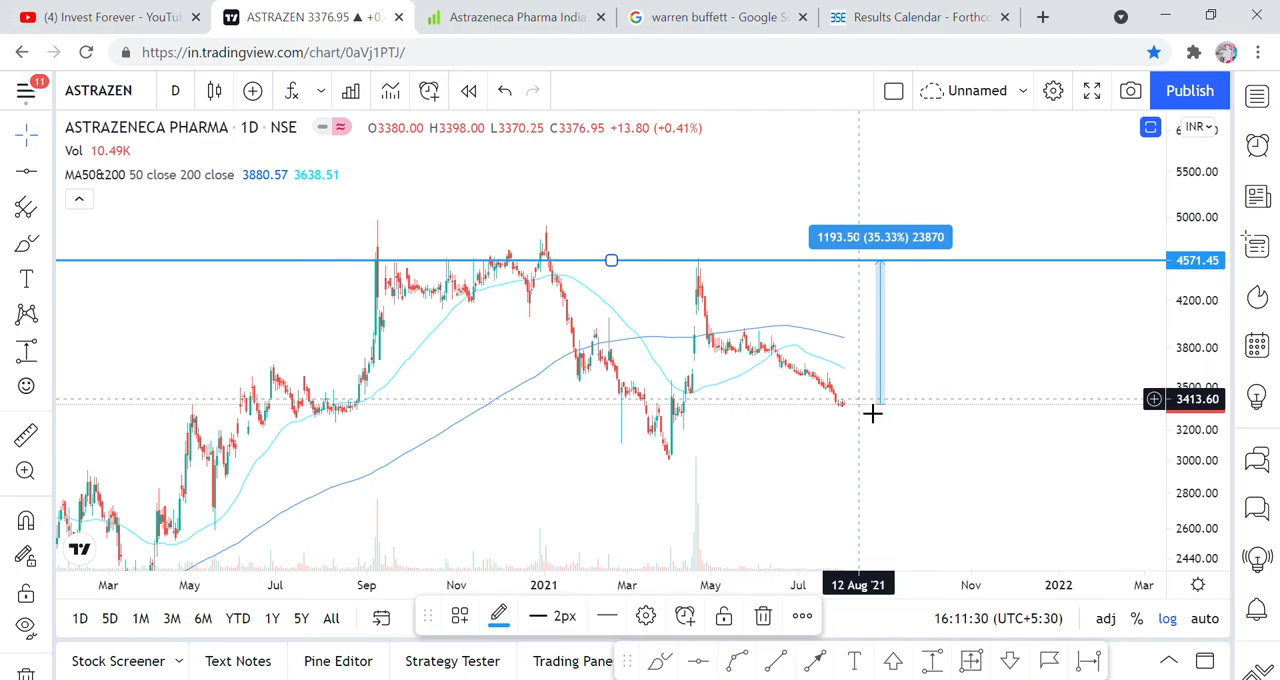 (4) Invest Forever - YouTu
ASTRAZEN 3376.95 ▲ +0.
Astrazeneca Pharma India
warren buffett - Google S
BSE Results Calendar - Forthco
https://in.tradingview.com/chart/0aVj1PTJ/
11
ASTRAZEN
D
Unnamed
Publish
ASTRAZENECA PHARMA · 1D · NSE
O3380.00 H3398.00 L3370.25 C3376.95 +13.80 (+0.41%)
INR
Vol 10.49K
MA50&200 50 close 200 close 3880.57 3638.51
5500.00
5000.00
1193.50 (35.33%) 23870
4571.45
4200.00
3800.00
3500.00
3413.60
3200.00
3000.00
2800.00
2600.00
2440.00
Mar May Jul Sep Nov 2021 Mar May Jul 12 Aug '21 Nov 2022 Mar
1D 5D 1M 3M 6M YTD 1Y 5Y All
2px
16:11:30 (UTC+5:30)
adj % log auto
Stock Screener Text Notes Pine Editor Strategy Tester Trading Pane